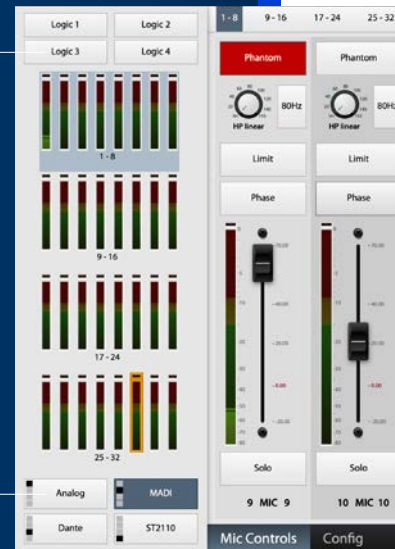 Logic 1 Logic 2
Logic 3 Logic 4
1 - 8
9 - 16
17 - 24
25 - 32
Analog MADI
Dante ST2110
1 - 8 9 - 16 17 - 24 25 - 32
Phantom Phantom
80Hz 80Hz
HP linear HP linear
Limit Limit
Phase Phase
Solo Solo
9 MIC 9 10 MIC 10
Mic Controls Config